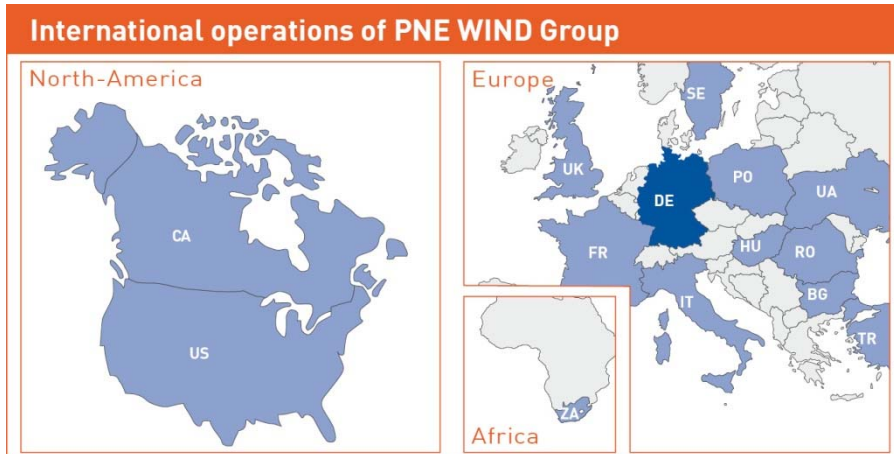 International operations of PNE WIND Group
North-America
CA
US
Europe
SE
UK
DE
PO
UA
FR
HU
RO
IT
BG
TR
ZA
Africa